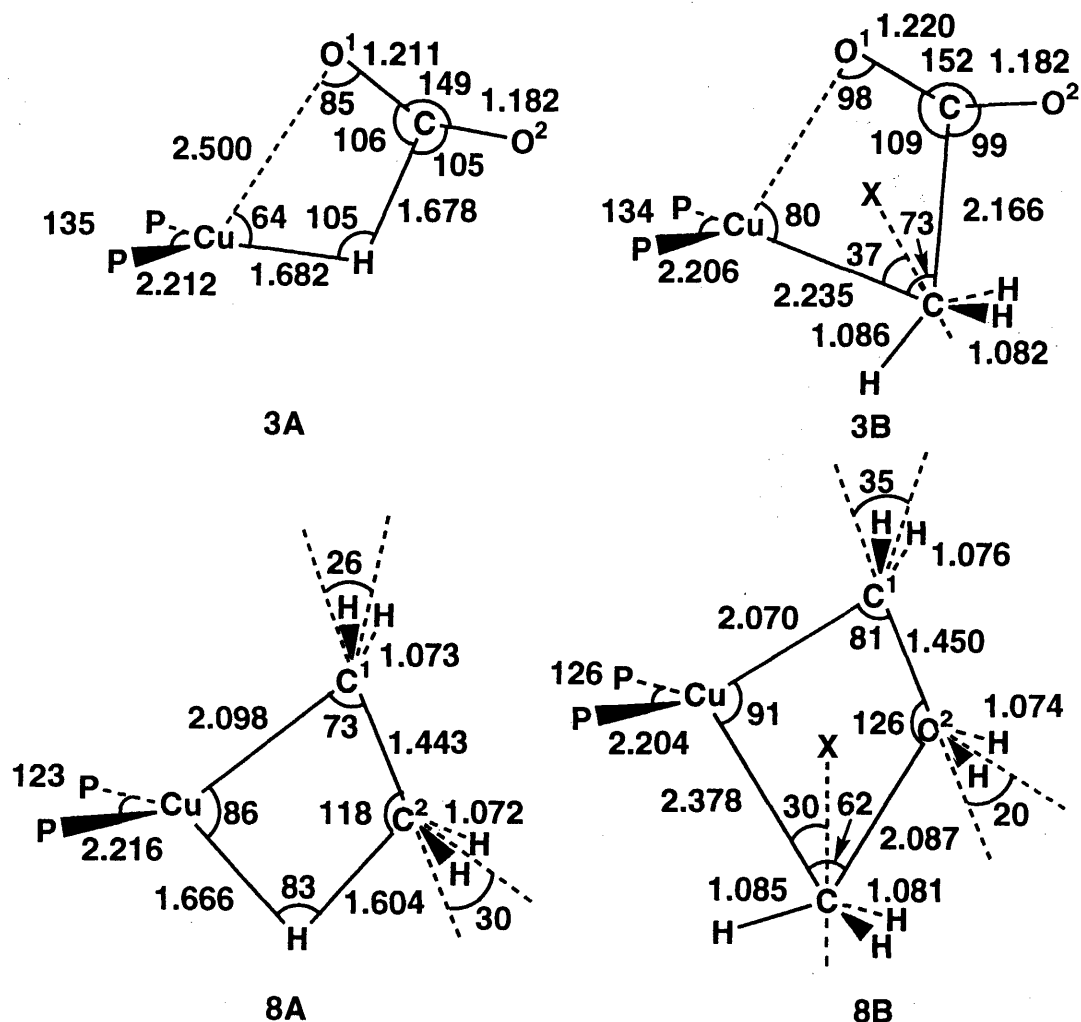 O¹ 1.211
149
1.182
85
C
O²
106
105
2.500
135
P
Cu
64
105
1.678
P
H
2.212
1.682
3A
O¹ 1.220
152
1.182
98
C
O²
109
99
X
134
P
Cu
80
73
2.166
P
37
2.206
2.235
C
H
H
1.086
1.082
H
3B
26
H
H
1.073
C¹
2.098
73
1.443
123
P
Cu
86
118
C²
1.072
P
H
2.216
H
83
1.666
1.604
30
H
8A
35
H
H
1.076
C¹
2.070
81
1.450
126
P
Cu
91
126
C²
1.074
P
X
H
2.204
H
2.378
30
62
2.087
20
1.085
C
1.081
H
H
H
8B